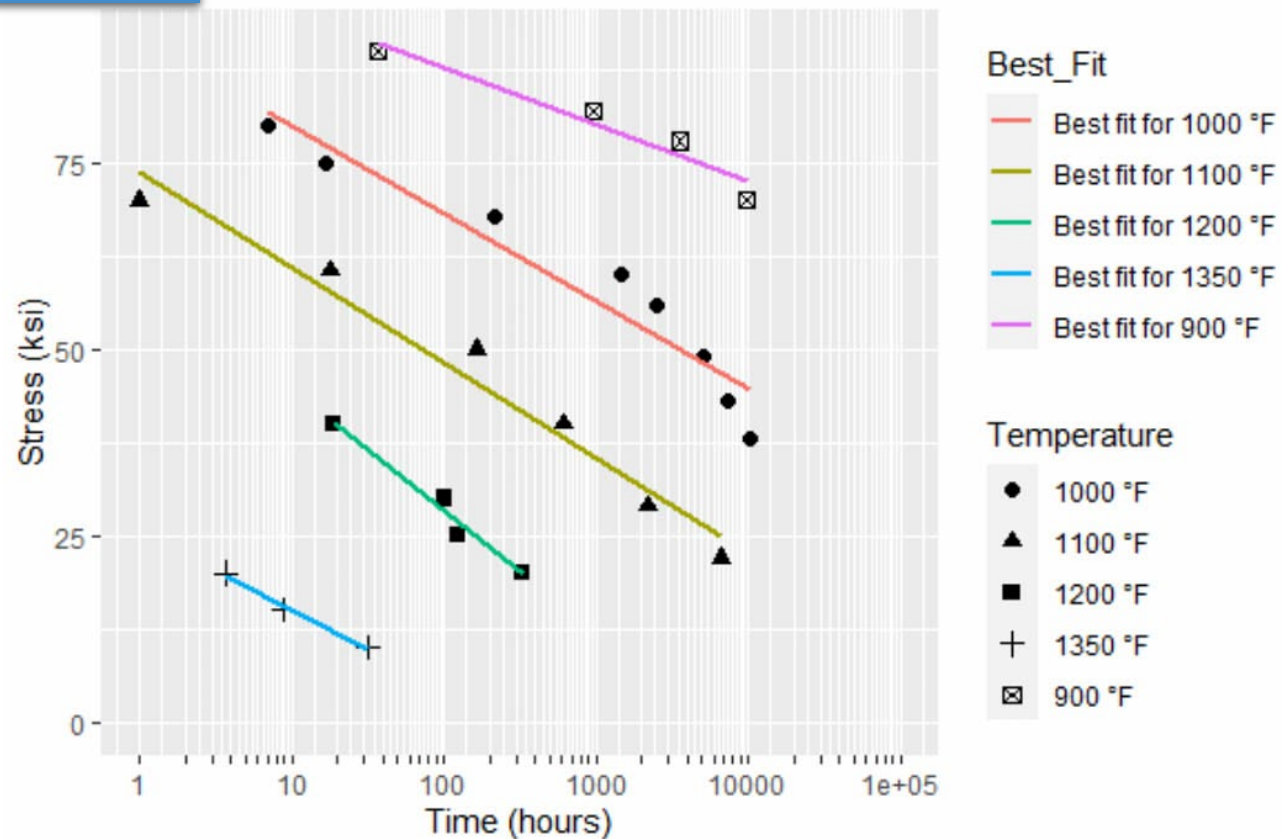 75
50
25
0
Stress (ksi)
1
10
100
1000
10000
1e+05
Time (hours)
Best_Fit
Best fit for 1000 °F
Best fit for 1100 °F
Best fit for 1200 °F
Best fit for 1350 °F
Best fit for 900 °F
Temperature
1000 °F
1100 °F
1200 °F
1350 °F
900 °F